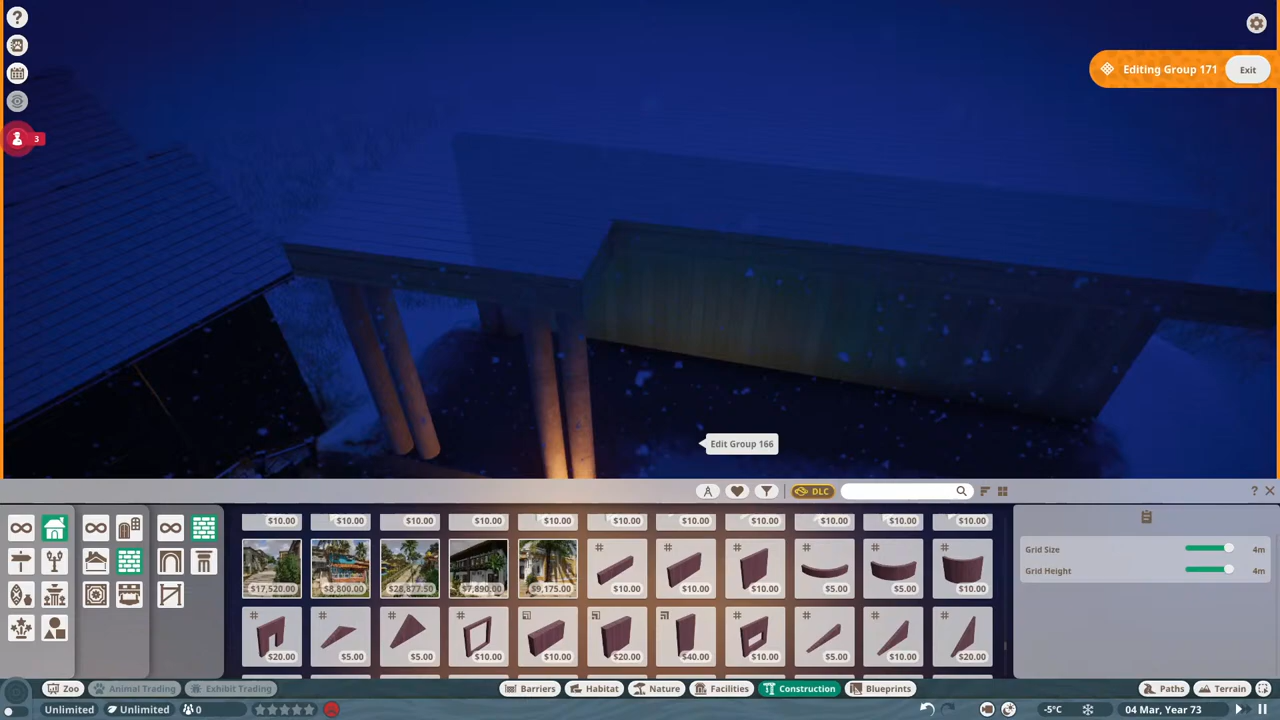 ?
Editing Group 171
Exit
3
Edit Group 166
DLC
?
$10.00
$10.00
$10.00
$10.00
$10.00
$10.00
$10.00
$10.00
$10.00
$10.00
$10.00
$17,520.00
$8,800.00
$28,877.50
$7,890.00
$9,175.00
$10.00
$10.00
$10.00
$5.00
$5.00
$10.00
$20.00
$5.00
$5.00
$10.00
$10.00
$20.00
$40.00
$10.00
$5.00
$10.00
$20.00
Grid Size
4m
Grid Height
4m
Zoo
Animal Trading
Exhibit Trading
Barriers
Habitat
Nature
Facilities
Construction
Blueprints
Paths
Terrain
Unlimited
Unlimited
0
-5°C
04 Mar, Year 73